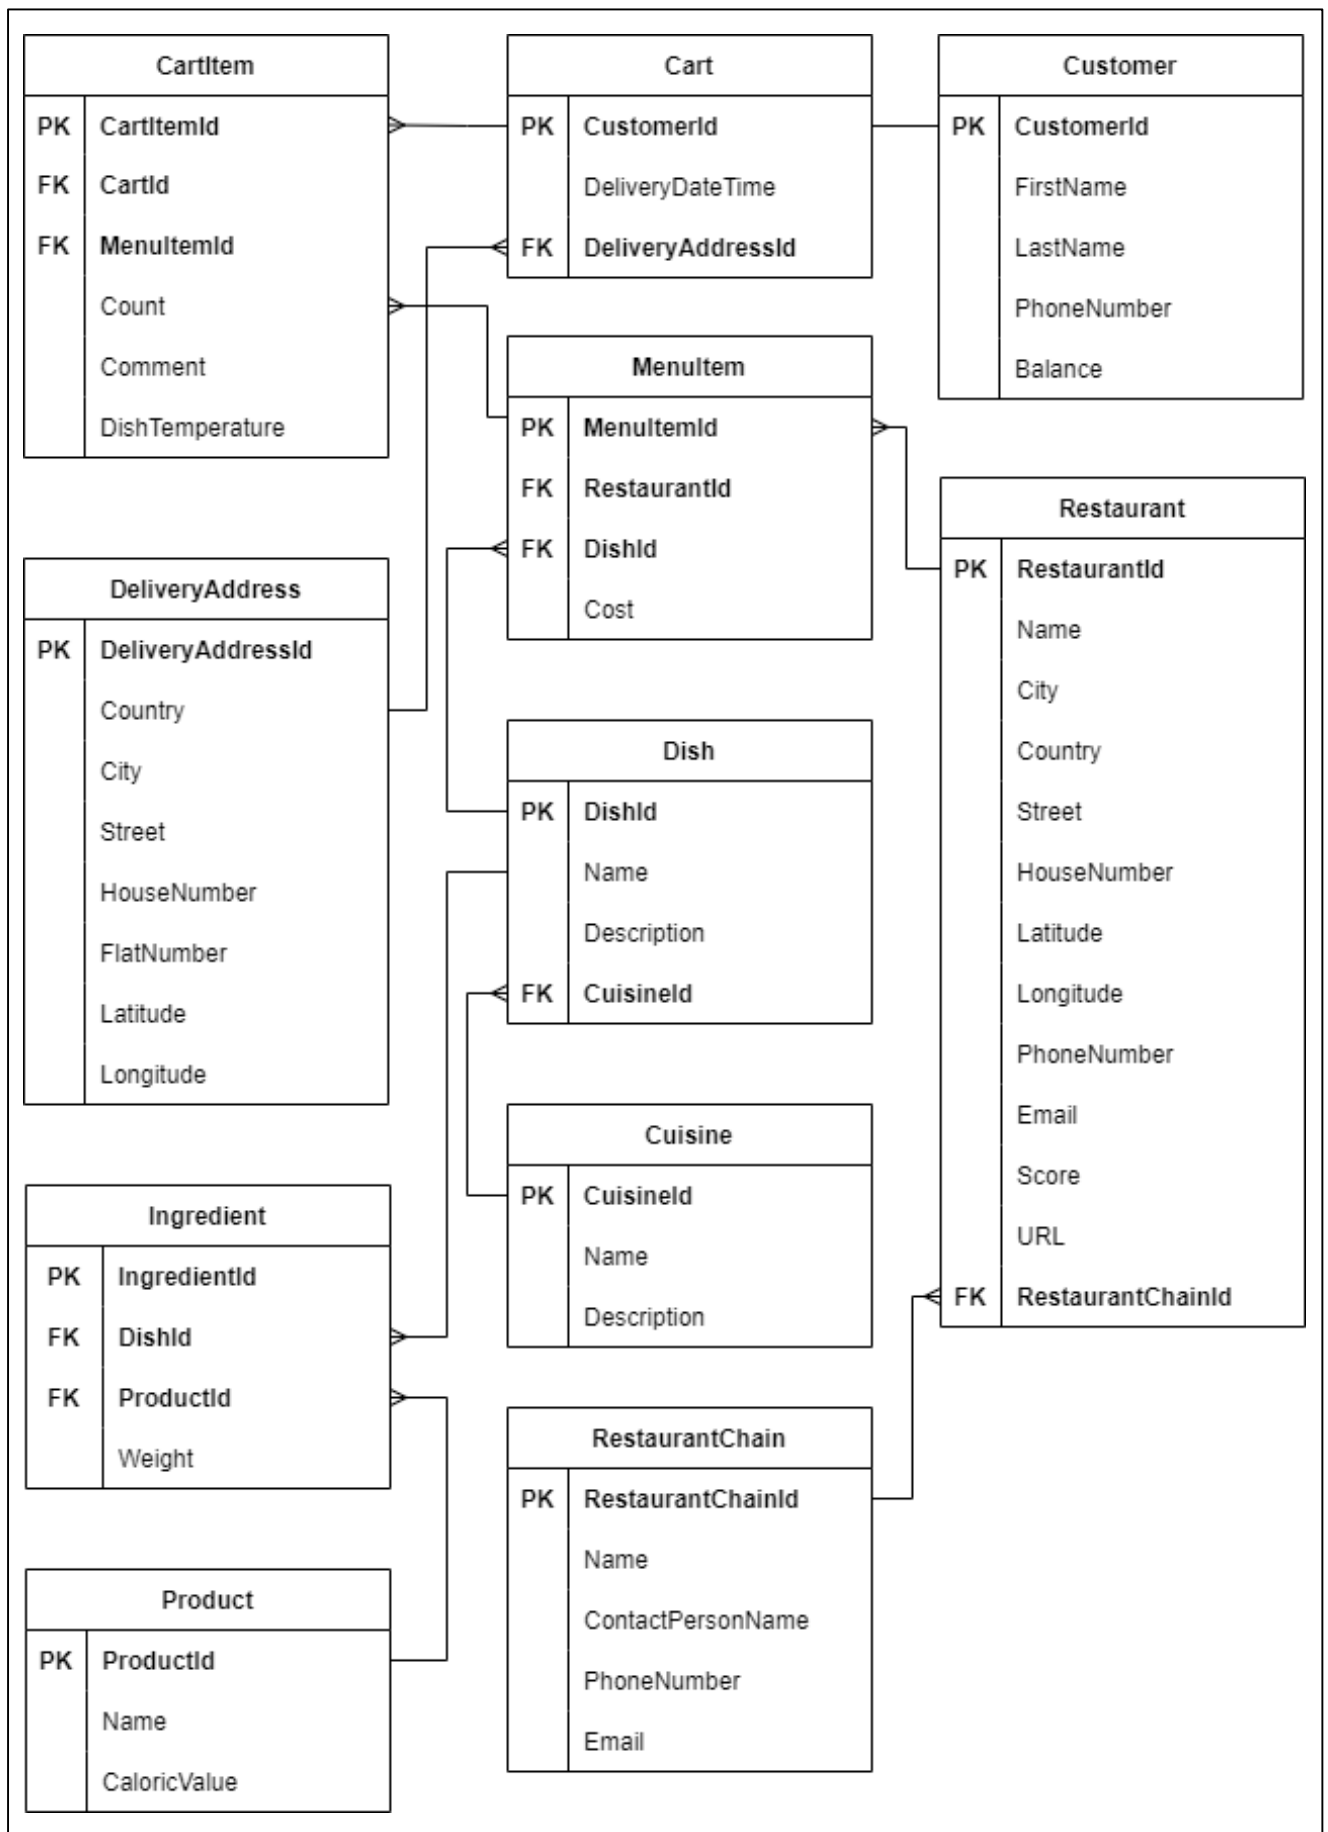 CartItem
PK CartItemId
FK CartId
FK MenuItemId
Count
Comment
DishTemperature
Cart
PK CustomerId
DeliveryDateTime
FK DeliveryAddressId
Customer
PK CustomerId
FirstName
LastName
PhoneNumber
Balance
MenuItem
PK MenuItemId
FK RestaurantId
FK DishId
Cost
Restaurant
PK RestaurantId
Name
City
Country
Street
HouseNumber
Latitude
Longitude
PhoneNumber
Email
Score
URL
FK RestaurantChainId
DeliveryAddress
PK DeliveryAddressId
Country
City
Street
HouseNumber
FlatNumber
Latitude
Longitude
Dish
PK DishId
Name
Description
FK CuisineId
Cuisine
PK CuisineId
Name
Description
Ingredient
PK IngredientId
FK DishId
FK ProductId
Weight
RestaurantChain
PK RestaurantChainId
Name
ContactPersonName
PhoneNumber
Email
Product
PK ProductId
Name
CaloricValue